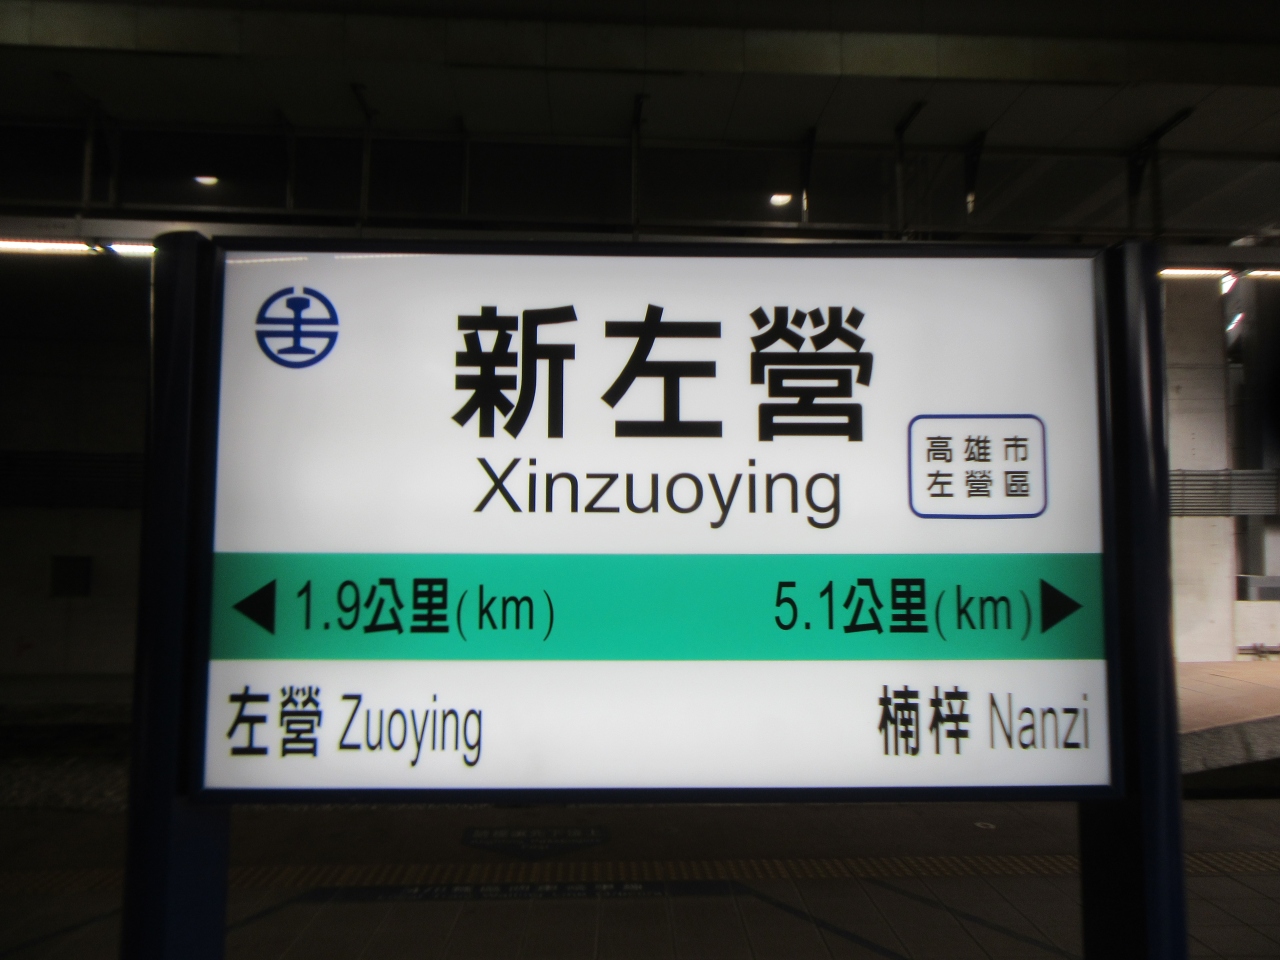 新左營
Xinzuoying
高雄市
左營區
1.9公里(km)
5.1公里(km)
左營 Zuoying
楠梓 Nanzi